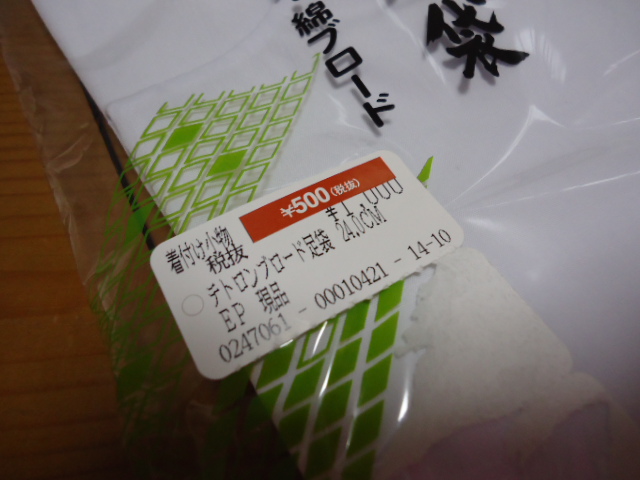 袋
綿ブロード
¥500(税抜)
着付け小物
税抜 ¥1,000
テトロンブロード足袋 24.0CM
EP 現品
0247061 - 00010421 - 14-10